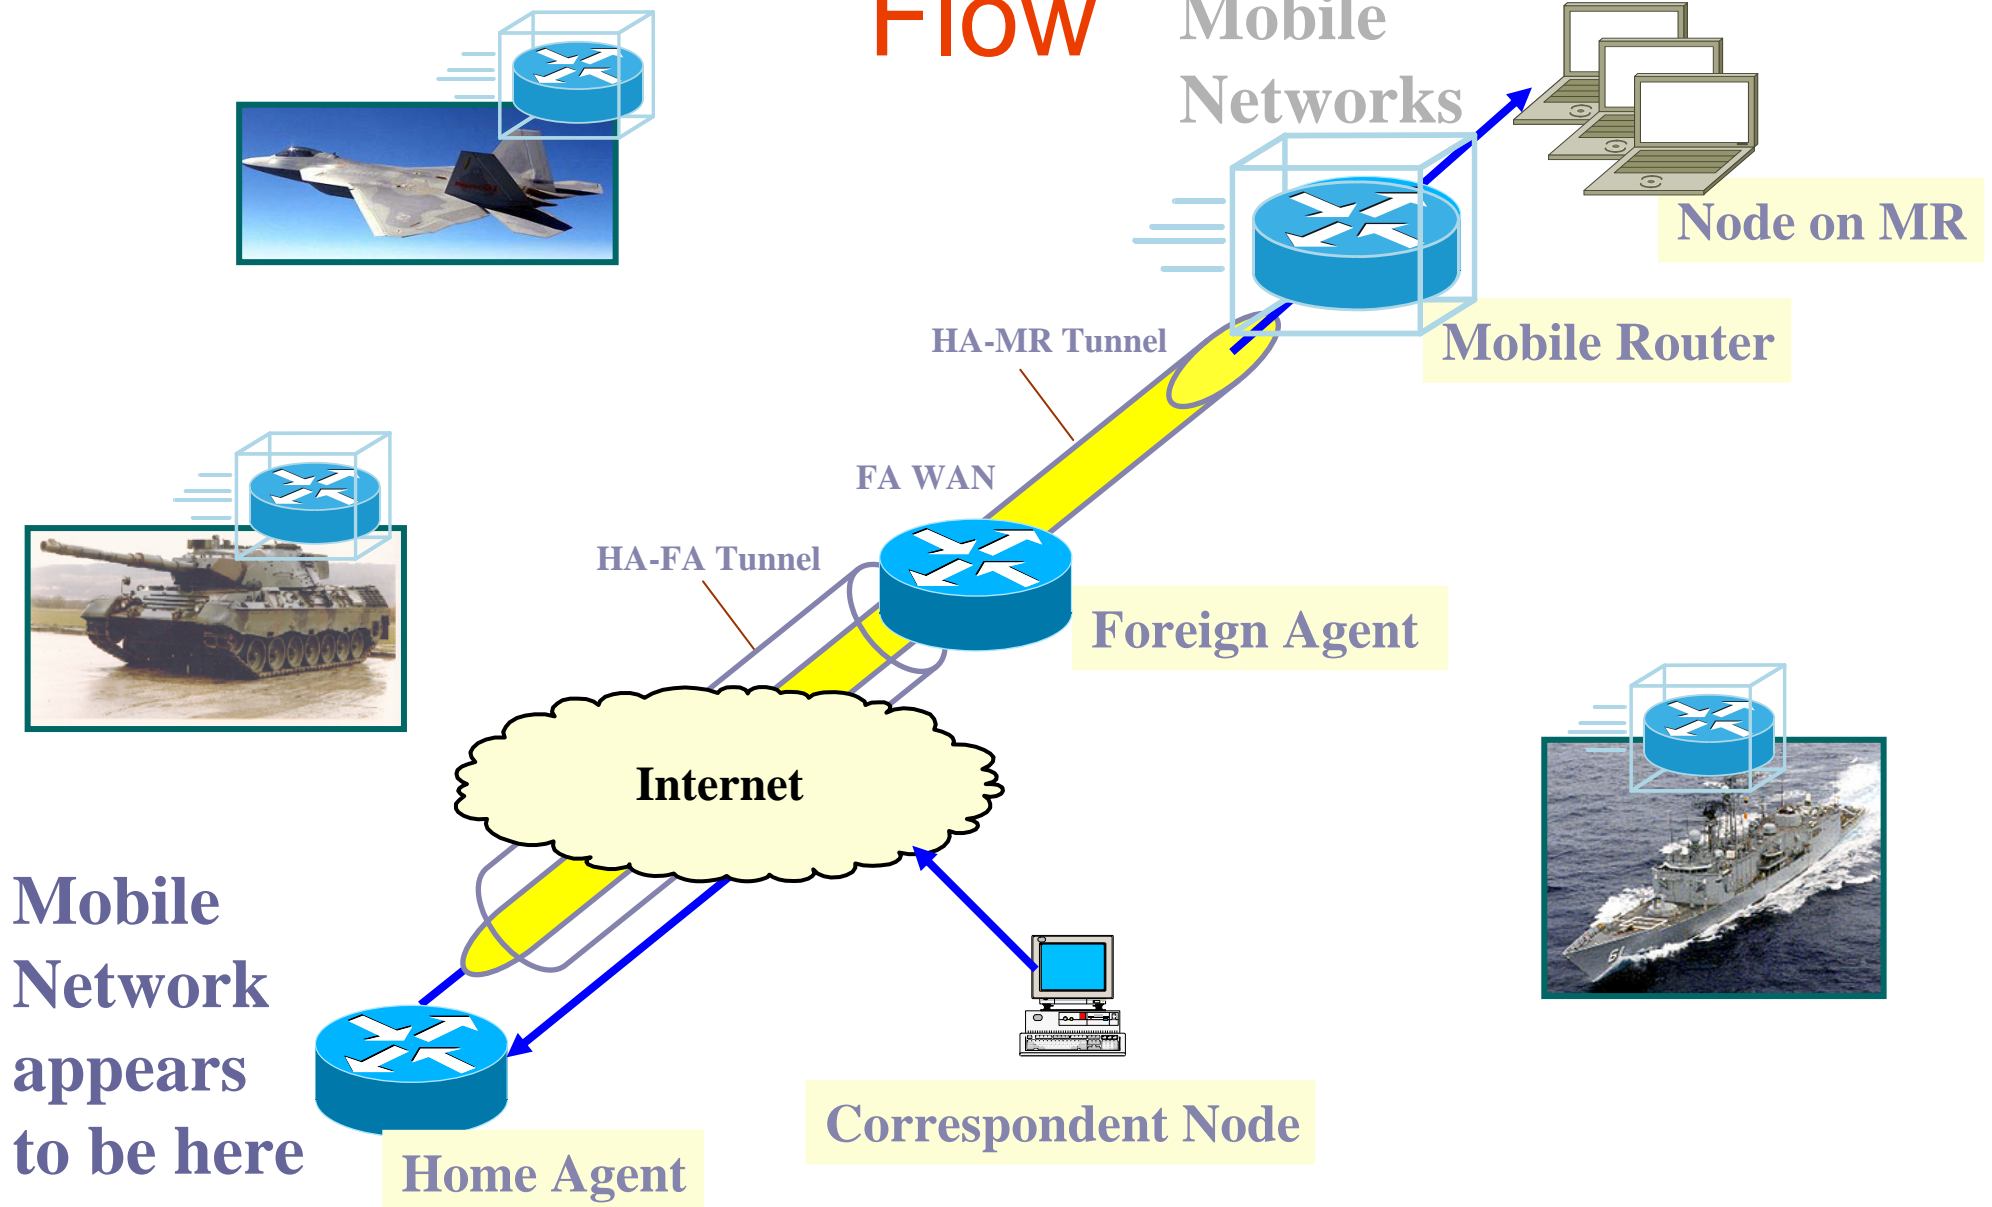 Flow
Mobile
Networks
Node on MR
HA-MR Tunnel
Mobile Router
FA WAN
HA-FA Tunnel
Foreign Agent
Internet
61
Mobile
Network
appears
to be here
Correspondent Node
Home Agent